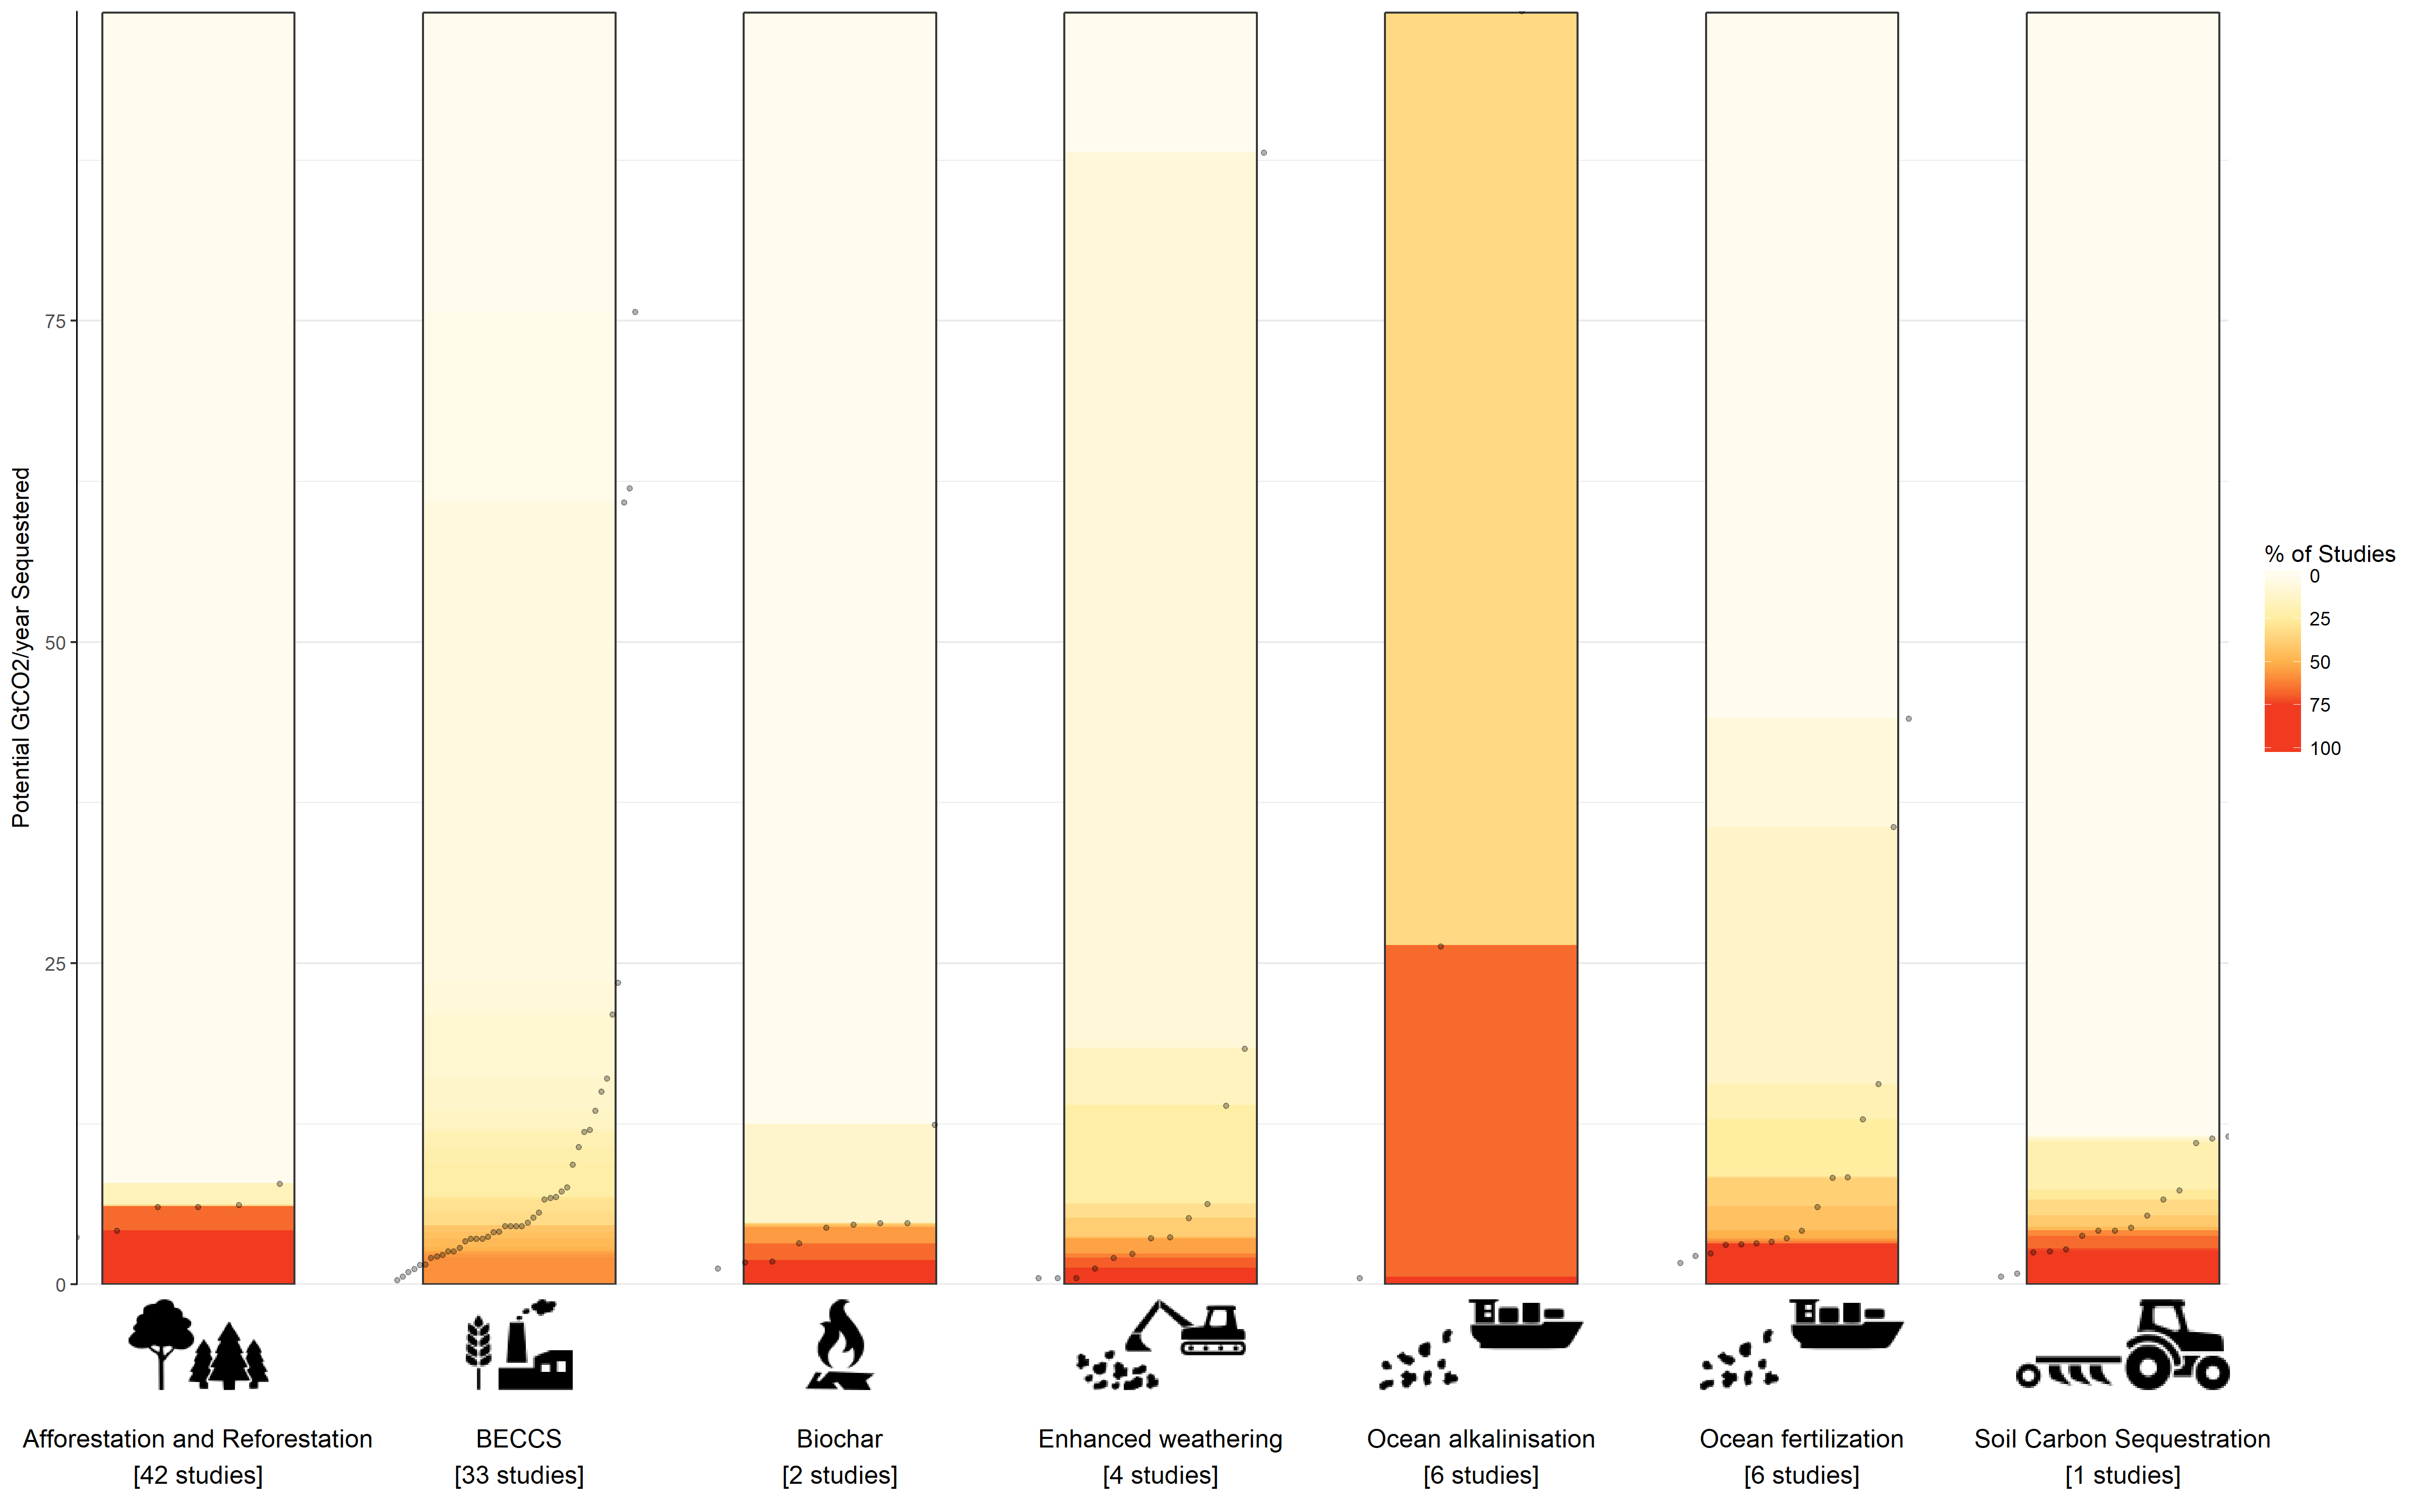 Potential GtCO2/year Sequestered
75
50
25
0
% of Studies
0
25
50
75
100
Afforestation and Reforestation
[42 studies]
BECCS
[33 studies]
Biochar
[2 studies]
Enhanced weathering
[4 studies]
Ocean alkalinisation
[6 studies]
Ocean fertilization
[6 studies]
Soil Carbon Sequestration
[1 studies]